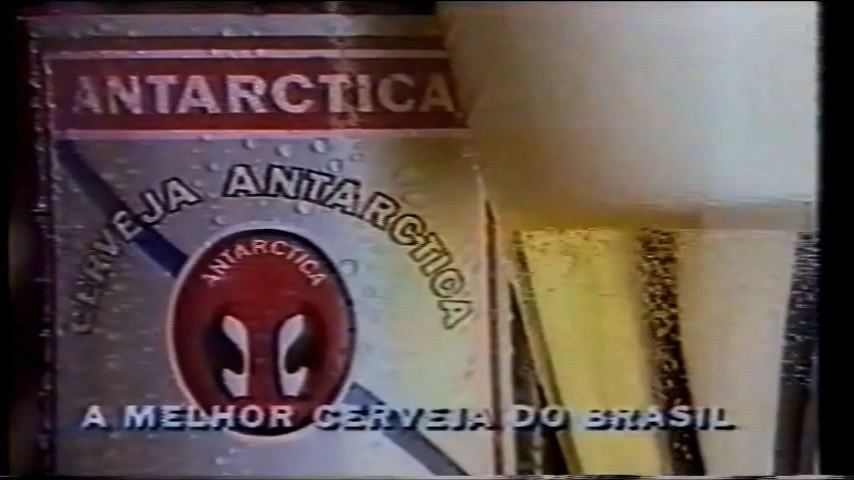 ANTARCTICA
CERVEJA ANTARCTICA
ANTARCTICA
A MELHOR CERVEJA DO BRASIL